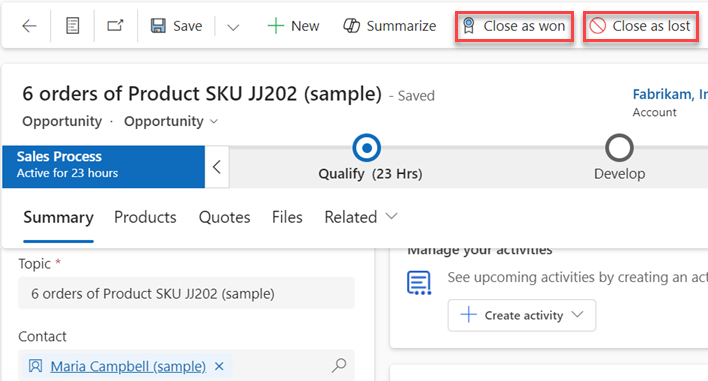 Save
New
Summarize
Close as won
Close as lost
6 orders of Product SKU JJ202 (sample) - Saved
Fabrikam, In
Opportunity · Opportunity
Account
Sales Process
Active for 23 hours
Qualify (23 Hrs)
Develop
Summary Products Quotes Files Related
Manage your activities
Topic *
See upcoming activities by creating an act
6 orders of Product SKU JJ202 (sample)
Create activity
Contact
Maria Campbell (sample)